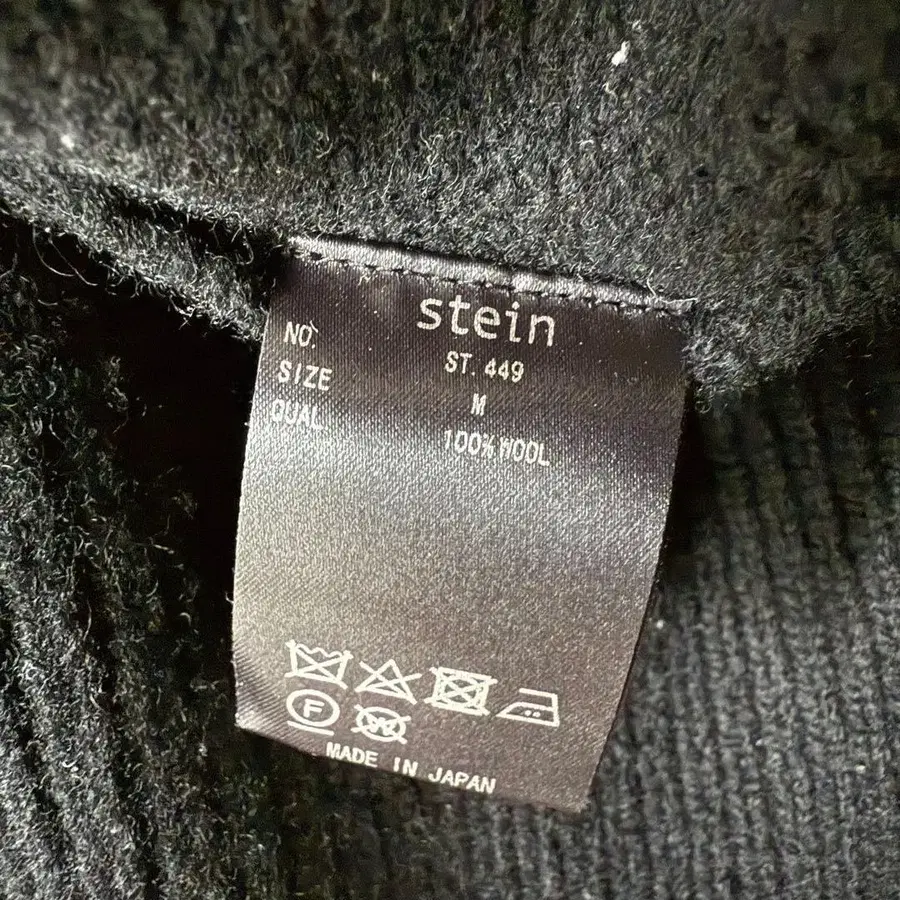 stein
NO. ST.449
SIZE M
QUAL 100%WOOL
F W
MADE IN JAPAN